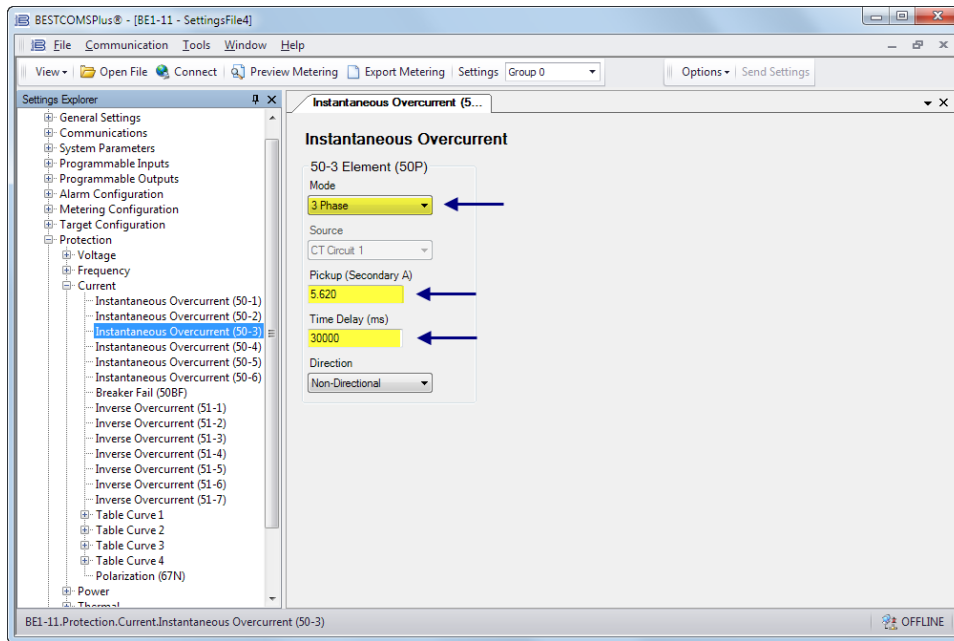 BESTCOMSPlus® - [BE1-11 - SettingsFile4]
File Communication Tools Window Help
View Open File Connect Preview Metering Export Metering Settings Group 0 Options Send Settings
Settings Explorer
General Settings
Communications
System Parameters
Programmable Inputs
Programmable Outputs
Alarm Configuration
Metering Configuration
Target Configuration
Protection
Voltage
Frequency
Current
Instantaneous Overcurrent (50-1)
Instantaneous Overcurrent (50-2)
Instantaneous Overcurrent (50-3)
Instantaneous Overcurrent (50-4)
Instantaneous Overcurrent (50-5)
Instantaneous Overcurrent (50-6)
Breaker Fail (50BF)
Inverse Overcurrent (51-1)
Inverse Overcurrent (51-2)
Inverse Overcurrent (51-3)
Inverse Overcurrent (51-4)
Inverse Overcurrent (51-5)
Inverse Overcurrent (51-6)
Inverse Overcurrent (51-7)
Table Curve 1
Table Curve 2
Table Curve 3
Table Curve 4
Polarization (67N)
Power
Thermal
Instantaneous Overcurrent (5...
Instantaneous Overcurrent
50-3 Element (50P)
Mode
3 Phase
Source
CT Circuit 1
Pickup (Secondary A)
5.620
Time Delay (ms)
30000
Direction
Non-Directional
BE1-11.Protection.Current.Instantaneous Overcurrent (50-3)
OFFLINE